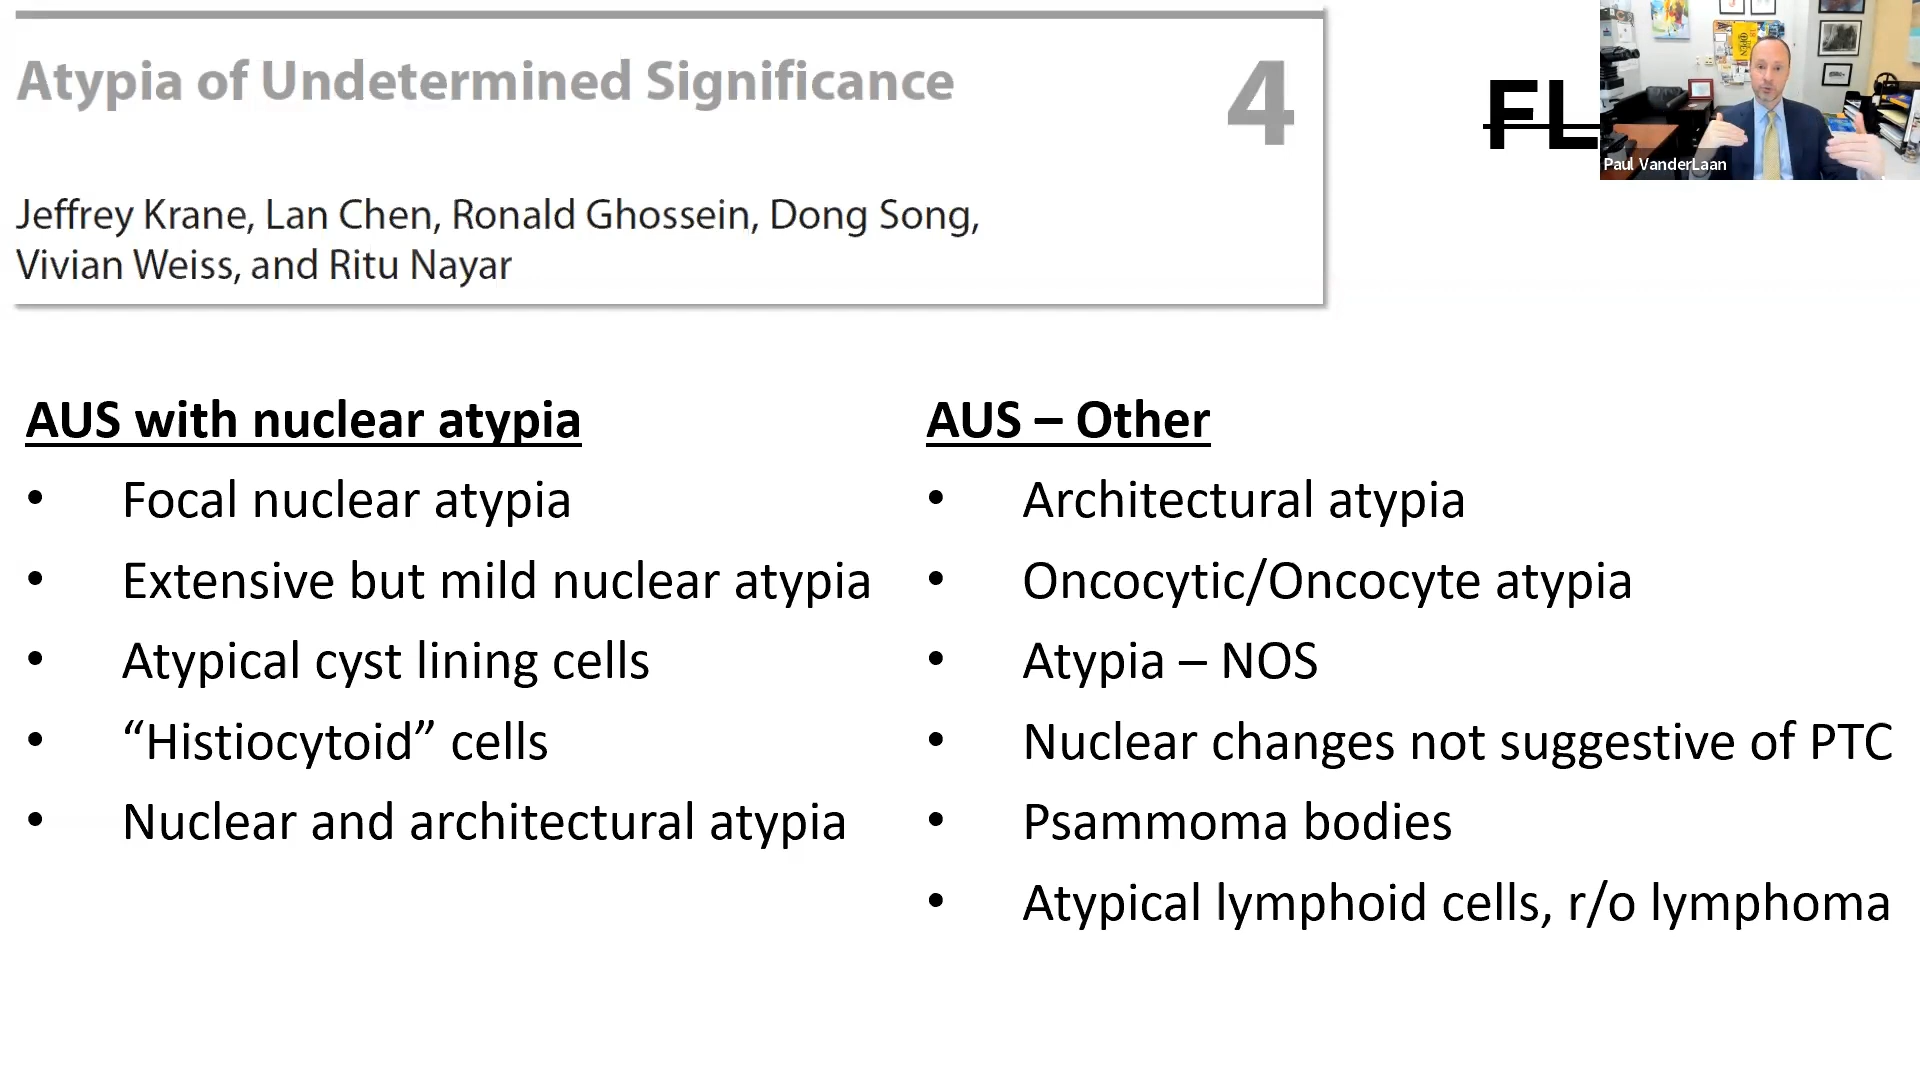 Atypia of Undetermined Significance
4
Jeffrey Krane, Lan Chen, Ronald Ghossein, Dong Song,
Vivian Weiss, and Ritu Nayar
FL
Paul VanderLaan
AUS with nuclear atypia
• Focal nuclear atypia
• Extensive but mild nuclear atypia
• Atypical cyst lining cells
• “Histiocytoid” cells
• Nuclear and architectural atypia
AUS – Other
• Architectural atypia
• Oncocytic/Oncocyte atypia
• Atypia – NOS
• Nuclear changes not suggestive of PTC
• Psammoma bodies
• Atypical lymphoid cells, r/o lymphoma